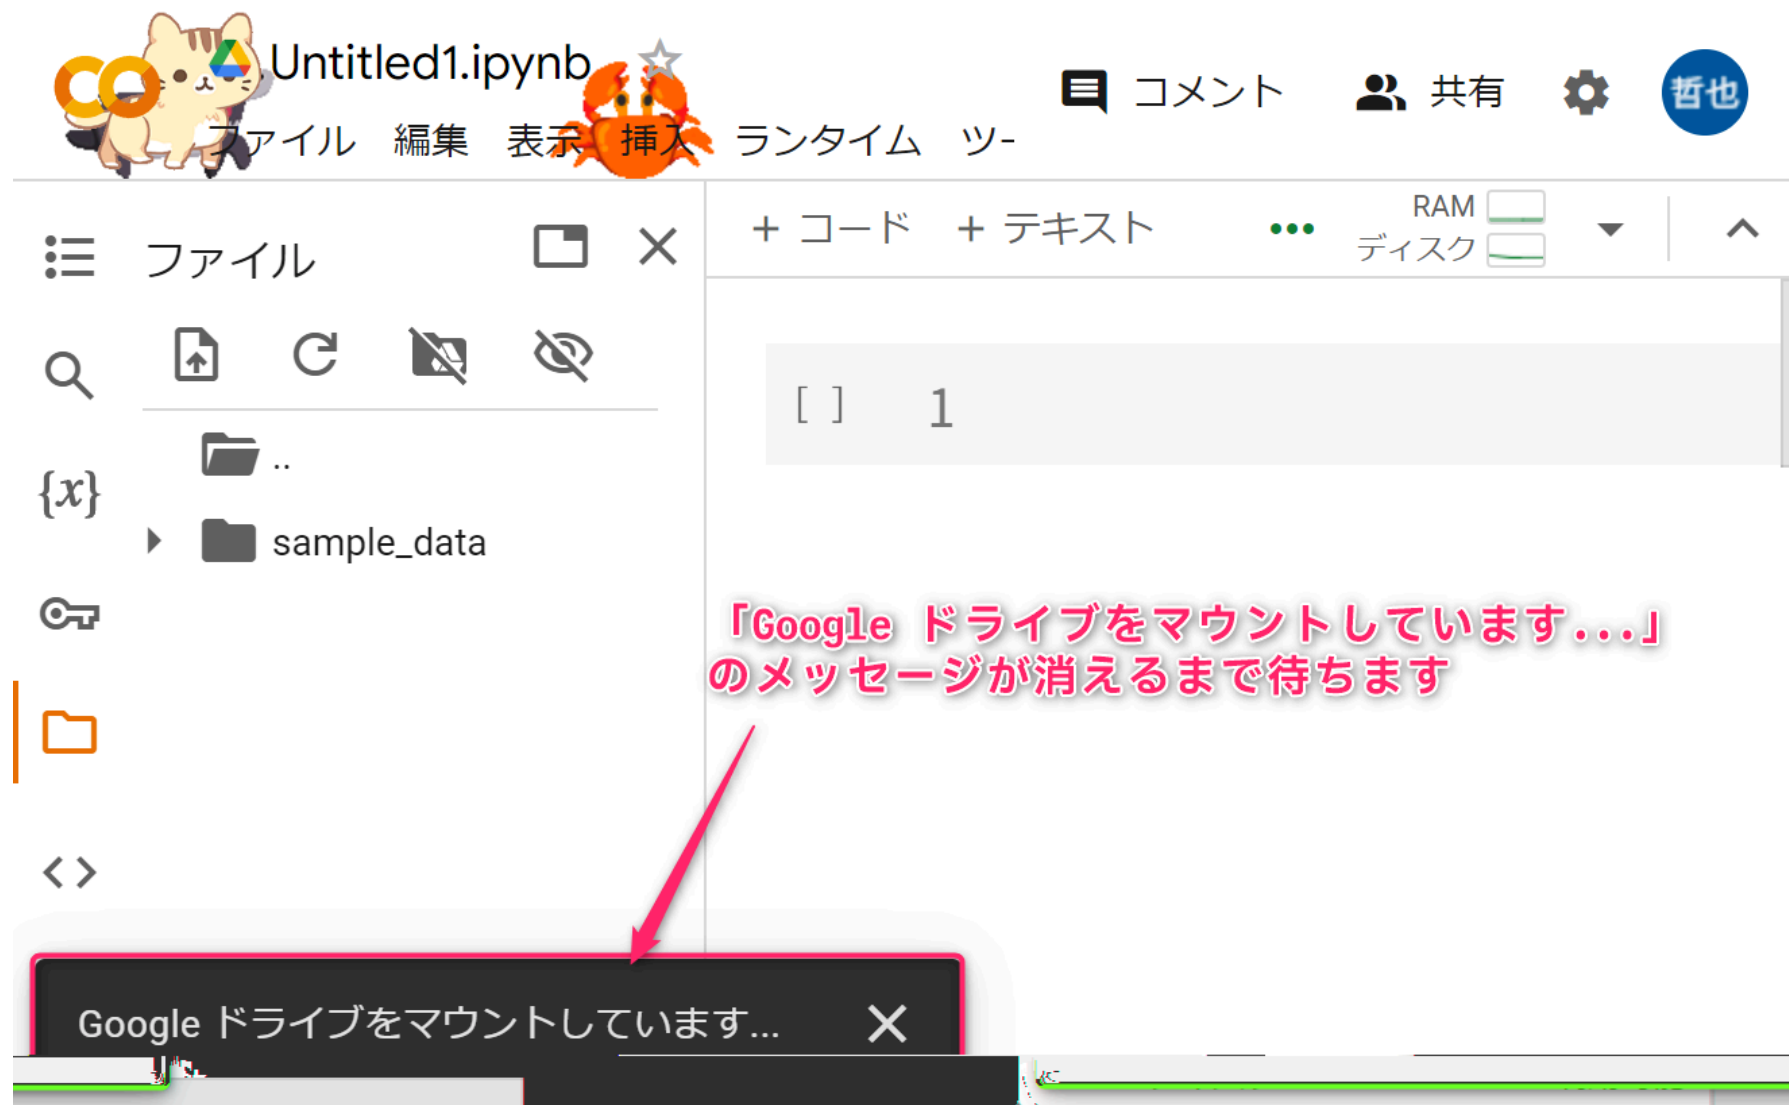 Untitled1.ipynb
コメント
共有
哲也
ファイル 編集 表示 挿入 ランタイム ツー
ファイル
+ コード + テキスト
RAM
ディスク
[ ] 1
..
{x}
sample_data
「Google ドライブをマウントしています...」
のメッセージが消えるまで待ちます
Google ドライブをマウントしています...